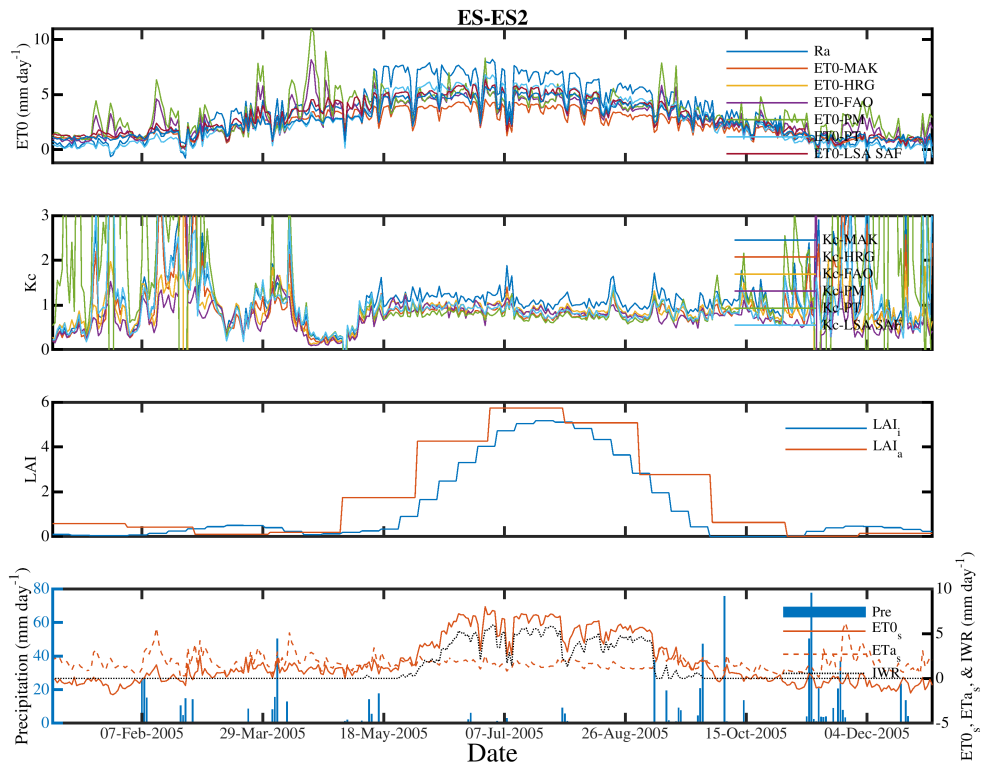 ES-ES2
ET0 (mm day-1)
10
5
0
Ra
ET0-MAK
ET0-HRG
ET0-FAO
ET0-PM
ET0-PT
ET0-LSA SAF
Kc
3
2
1
0
Kc-MAK
Kc-HRG
Kc-FAO
Kc-PM
Kc-PT
Kc-LSA SAF
LAI
6
4
2
0
LAIi
LAIa
Precipitation (mm day-1)
80
60
40
20
0
Pre
ET0s
ETas
IWR
10
5
0
-5
ET0s, ETas, & IWR (mm day-1)
07-Feb-2005
29-Mar-2005
18-May-2005
07-Jul-2005
26-Aug-2005
15-Oct-2005
04-Dec-2005
Date